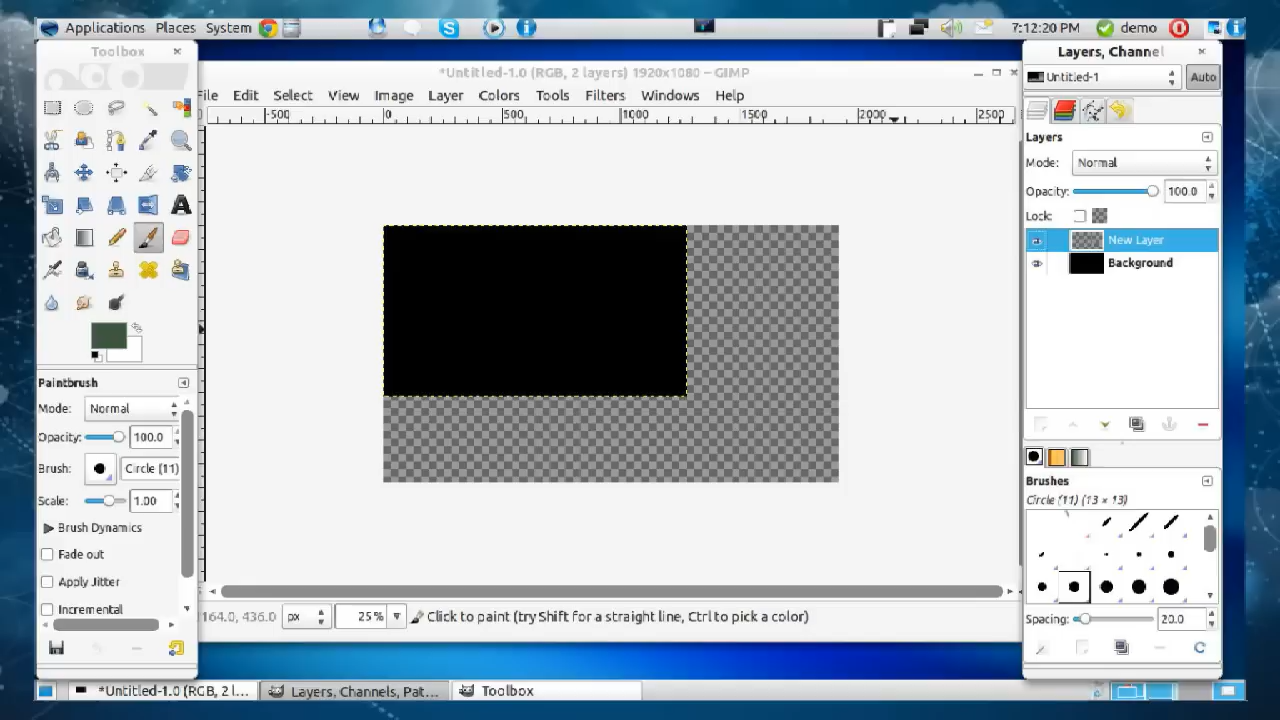 Applications Places System
7:12:20 PM demo
Toolbox
*Untitled-1.0 (RGB, 2 layers) 1920x1080 – GIMP
Layers, Channel
File Edit Select View Image Layer Colors Tools Filters Windows Help
Untitled-1
Auto
-500 0 500 1000 1500 2000 2500
Layers
Mode: Normal
Opacity: 100.0
Lock:
New Layer
Background
Paintbrush
Mode: Normal
Opacity: 100.0
Brush: Circle (11)
Scale: 1.00
Brush Dynamics
Fade out
Apply Jitter
Incremental
Brushes
Circle (11) (13 × 13)
Spacing: 20.0
1164.0, 436.0 px 25% Click to paint (try Shift for a straight line, Ctrl to pick a color)
*Untitled-1.0 (RGB, 2 l... Layers, Channels, Pat... Toolbox